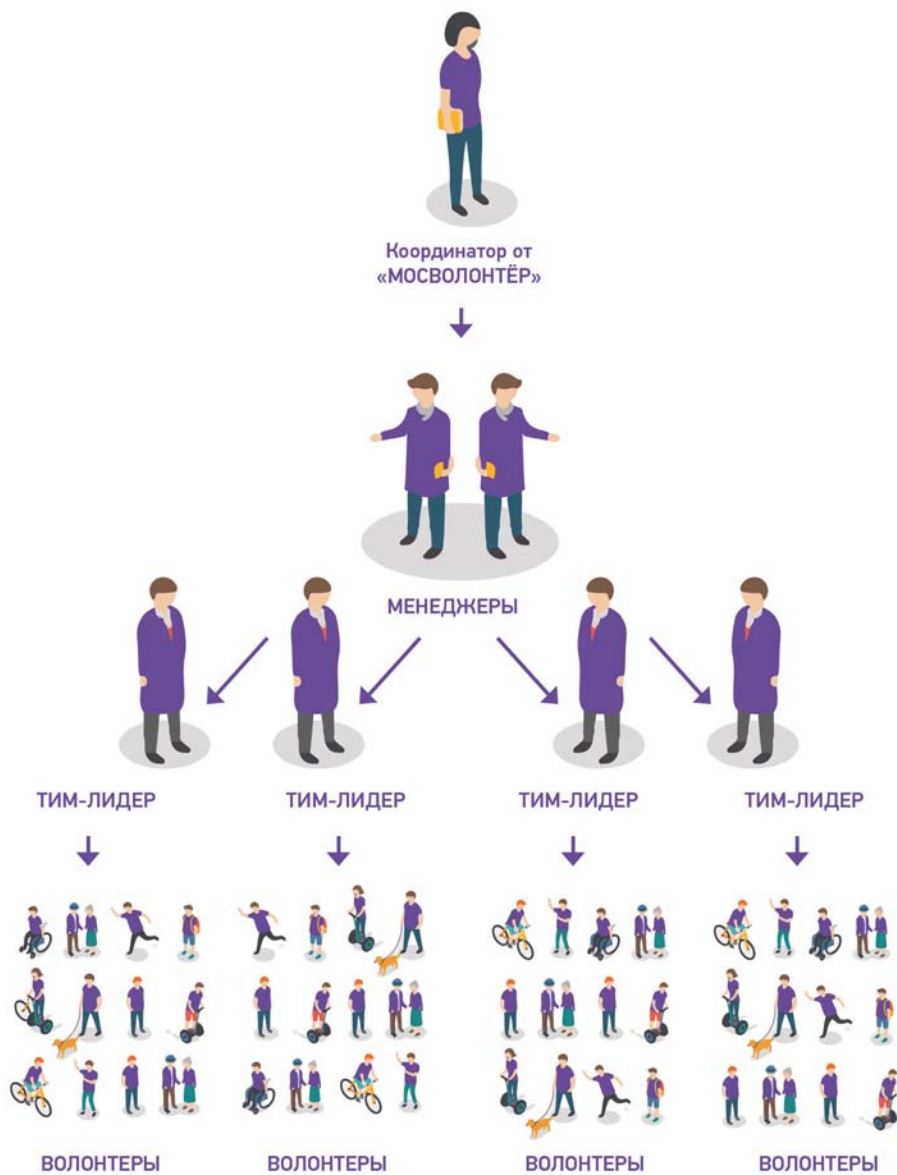 Координатор от
«МОСВОЛОНТЁР»
МЕНЕДЖЕРЫ
ТИМ-ЛИДЕР
ТИМ-ЛИДЕР
ТИМ-ЛИДЕР
ТИМ-ЛИДЕР
ВОЛОНТЕРЫ
ВОЛОНТЕРЫ
ВОЛОНТЕРЫ
ВОЛОНТЕРЫ